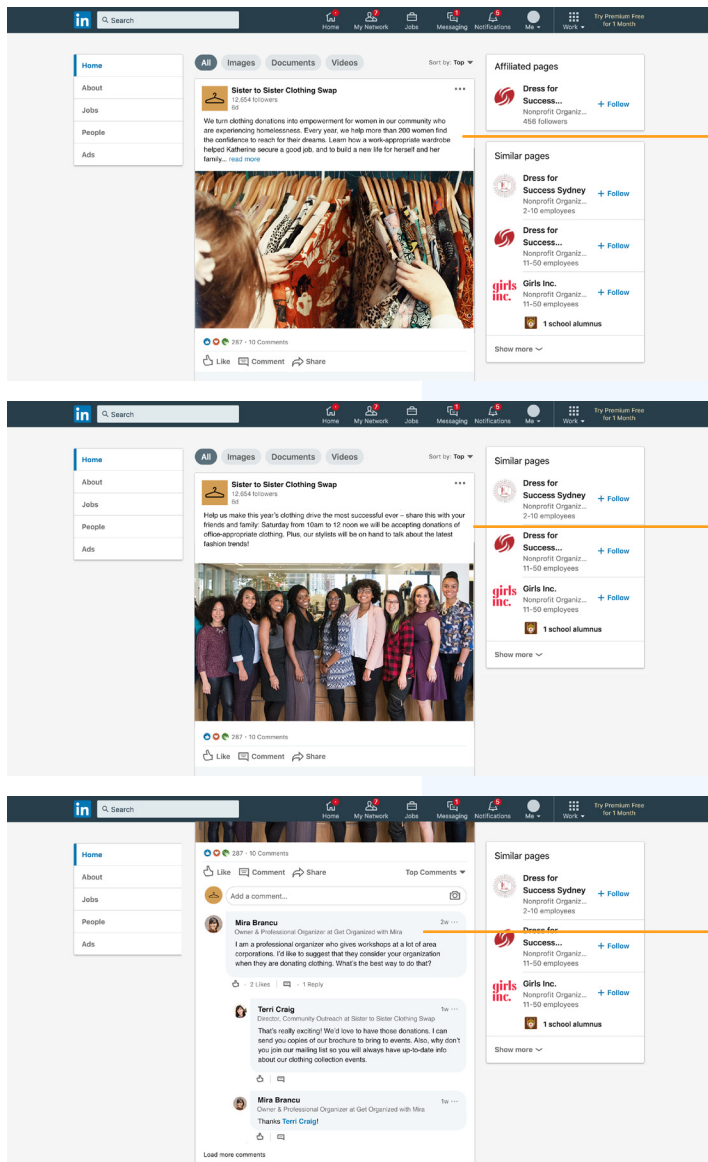 in
Search
Home
My Network
Jobs
7
Messaging
1
Notifications
5
Me
Work
Try Premium Free
for 1 Month
Home
About
Jobs
People
Ads
All
Images
Documents
Videos
Sort by: Top
Sister to Sister Clothing Swap
12,654 followers
6d
We turn clothing donations into empowerment for women in our community who
are experiencing homelessness. Every year, we help more than 200 women find
the confidence to reach for their dreams. Learn how a work-appropriate wardrobe
helped Katherine secure a good job, and to build a new life for herself and her
family... read more
287 · 10 Comments
Like
Comment
Share
Affiliated pages
Dress for
Success...
Nonprofit Organiz...
456 followers
+ Follow
Similar pages
Dress for
Success Sydney
Nonprofit Organiz...
2-10 employees
+ Follow
Dress for
Success...
Nonprofit Organiz...
11-50 employees
+ Follow
girls
inc.
Girls Inc.
Nonprofit Organiz...
11-50 employees
+ Follow
1 school alumnus
Show more
in
Search
Home
My Network
7
Jobs
Messaging
1
Notifications
5
Me
Work
Try Premium Free
for 1 Month
Home
About
Jobs
People
Ads
All
Images
Documents
Videos
Sort by: Top
Sister to Sister Clothing Swap
12,654 followers
6d
Help us make this year's clothing drive the most successful ever – share this with your
friends and family: Saturday from 10am to 12 noon we will be accepting donations of
office-appropriate clothing. Plus, our stylists will be on hand to talk about the latest
fashion trends!
287 · 10 Comments
Like
Comment
Share
Similar pages
Dress for
Success Sydney
Nonprofit Organiz...
2-10 employees
+ Follow
Dress for
Success...
Nonprofit Organiz...
11-50 employees
+ Follow
girls
inc.
Girls Inc.
Nonprofit Organiz...
11-50 employees
+ Follow
1 school alumnus
Show more
in
Search
Home
My Network
7
Jobs
Messaging
1
Notifications
5
Me
Work
Try Premium Free
for 1 Month
Home
About
Jobs
People
Ads
287 · 10 Comments
Like
Comment
Share
Top Comments
Add a comment...
Mira Brancu
2w
Owner & Professional Organizer at Get Organized with Mira
I am a professional organizer who gives workshops at a lot of area
corporations. I'd like to suggest that they consider your organization
when they are donating clothing. What's the best way to do that?
2 Likes
1 Reply
Terri Craig
1w
Director, Community Outreach at Sister to Sister Clothing Swap
That's really exciting! We'd love to have those donations. I can
send you copies of our brochure to bring to events. Also, why don't
you join our mailing list so you will always have up-to-date info
about our clothing collection events.
Mira Brancu
1w
Owner & Professional Organizer at Get Organized with Mira
Thanks Terri Craig!
Load more comments
Similar pages
Dress for
Success Sydney
Nonprofit Organiz...
2-10 employees
+ Follow
Dress for
Success...
Nonprofit Organiz...
11-50 employees
+ Follow
girls
inc.
Girls Inc.
Nonprofit Organiz...
11-50 employees
+ Follow
1 school alumnus
Show more